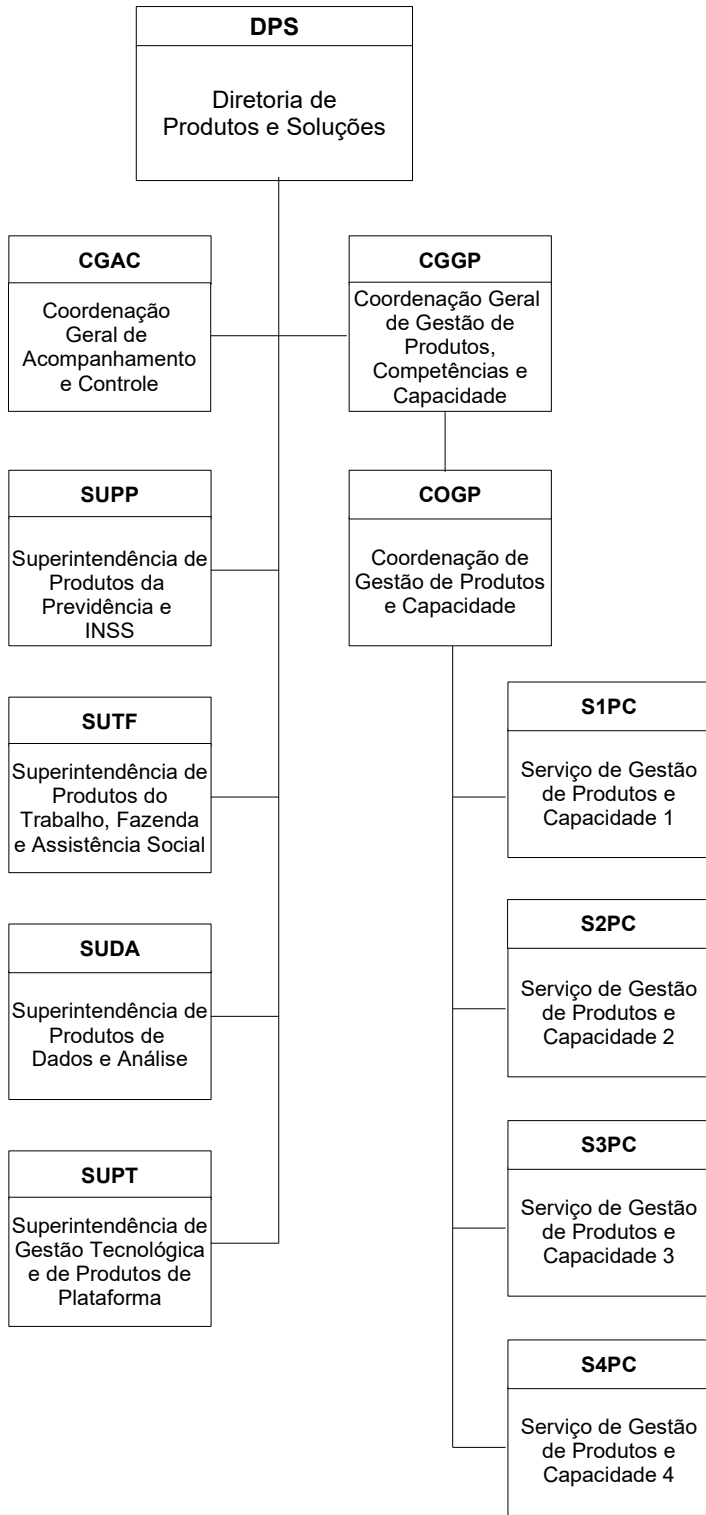 DPS
Diretoria de
Produtos e Soluções
CGAC
Coordenação
Geral de
Acompanhamento
e Controle
CGGP
Coordenação Geral
de Gestão de
Produtos,
Competências e
Capacidade
SUPP
Superintendência de
Produtos da
Previdência e
INSS
COGP
Coordenação de
Gestão de Produtos
e Capacidade
SUTF
Superintendência de
Produtos do
Trabalho, Fazenda
e Assistência Social
S1PC
Serviço de Gestão
de Produtos e
Capacidade 1
SUDA
Superintendência de
Produtos de
Dados e Análise
S2PC
Serviço de Gestão
de Produtos e
Capacidade 2
SUPT
Superintendência de
Gestão Tecnológica
e de Produtos de
Plataforma
S3PC
Serviço de Gestão
de Produtos e
Capacidade 3
S4PC
Serviço de Gestão
de Produtos e
Capacidade 4